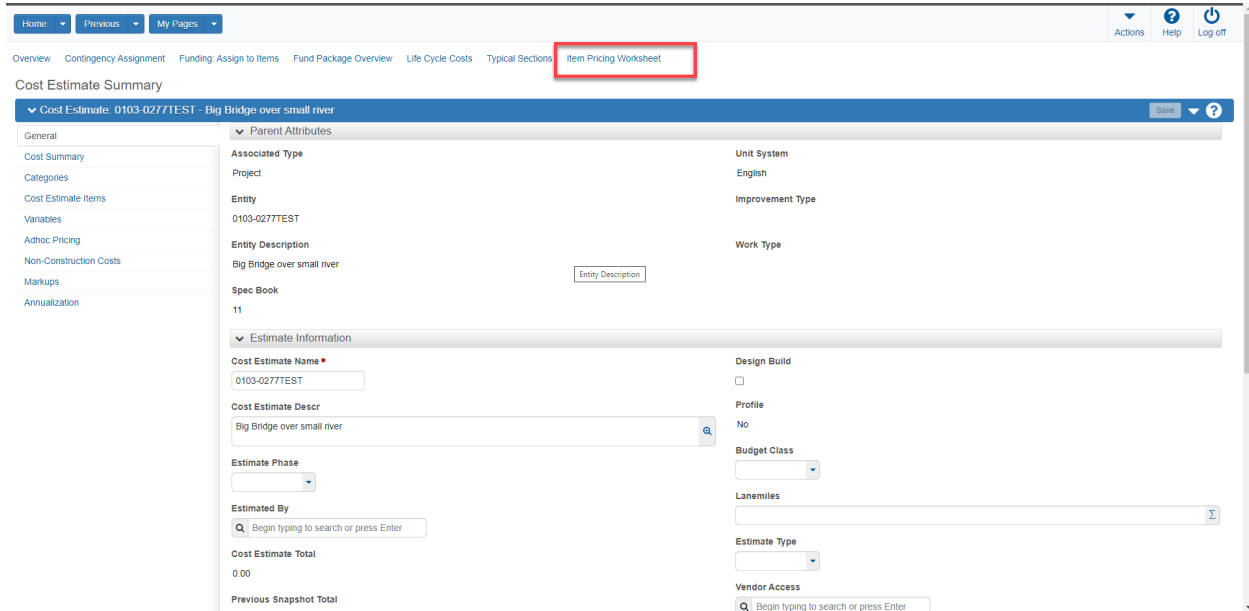 Home Previous My Pages Actions Help Log off
Overview Contingency Assignment Funding: Assign to Items Fund Package Overview Life Cycle Costs Typical Sections Item Pricing Worksheet
Cost Estimate Summary
Cost Estimate: 0103-0277TEST - Big Bridge over small river Save
General
Cost Summary
Categories
Cost Estimate Items
Variables
Adhoc Pricing
Non-Construction Costs
Markups
Annualization
Parent Attributes
Associated Type
Project
Entity
0103-0277TEST
Entity Description
Big Bridge over small river
Spec Book
11
Unit System
English
Improvement Type
Work Type
Entity Description
Estimate Information
Cost Estimate Name*
0103-0277TEST
Cost Estimate Descr
Big Bridge over small river
Estimate Phase
Estimated By
Begin typing to search or press Enter
Cost Estimate Total
0.00
Previous Snapshot Total
Design Build
Profile
No
Budget Class
Lanemiles
Σ
Estimate Type
Vendor Access
Begin typing to search or press Enter